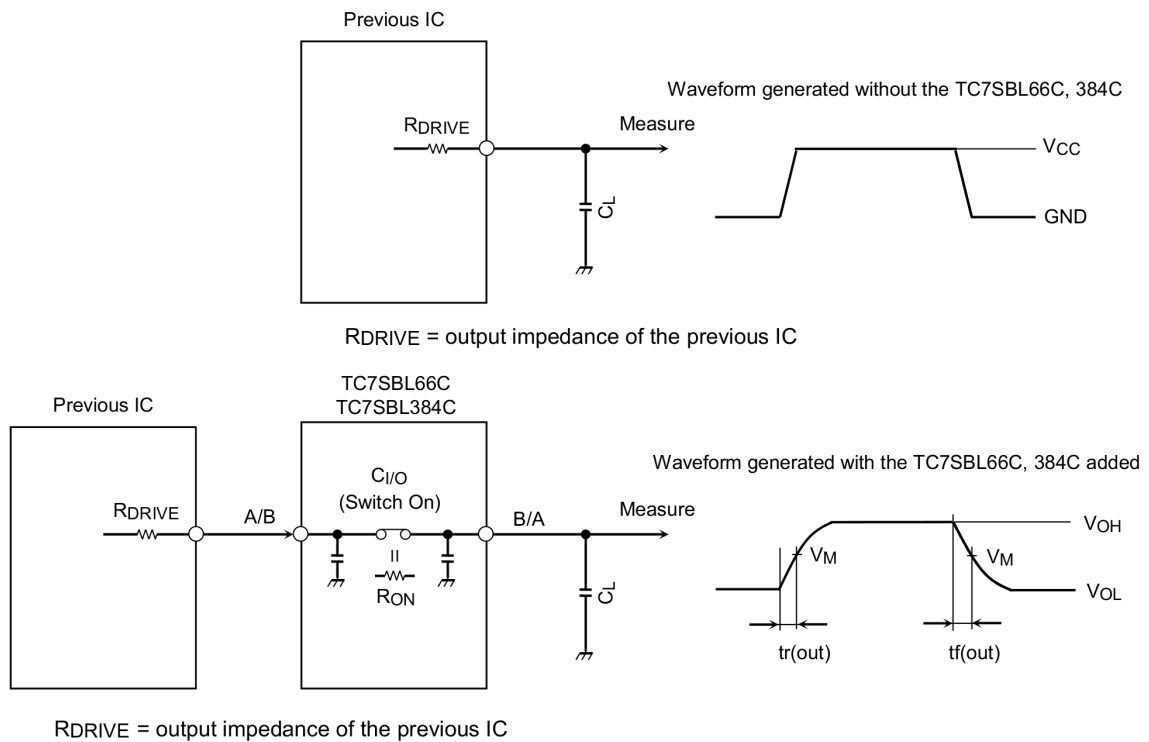 Previous IC
Waveform generated without the TC7SBL66C, 384C
RDRIVE
Measure
VCC
CL
GND
RDRIVE = output impedance of the previous IC
TC7SBL66C
TC7SBL384C
Previous IC
Waveform generated with the TC7SBL66C, 384C added
CI/O
(Switch On)
RDRIVE
A/B
B/A
Measure
VOH
VM
VM
RON
CL
VOL
tr(out)
tf(out)
RDRIVE = output impedance of the previous IC